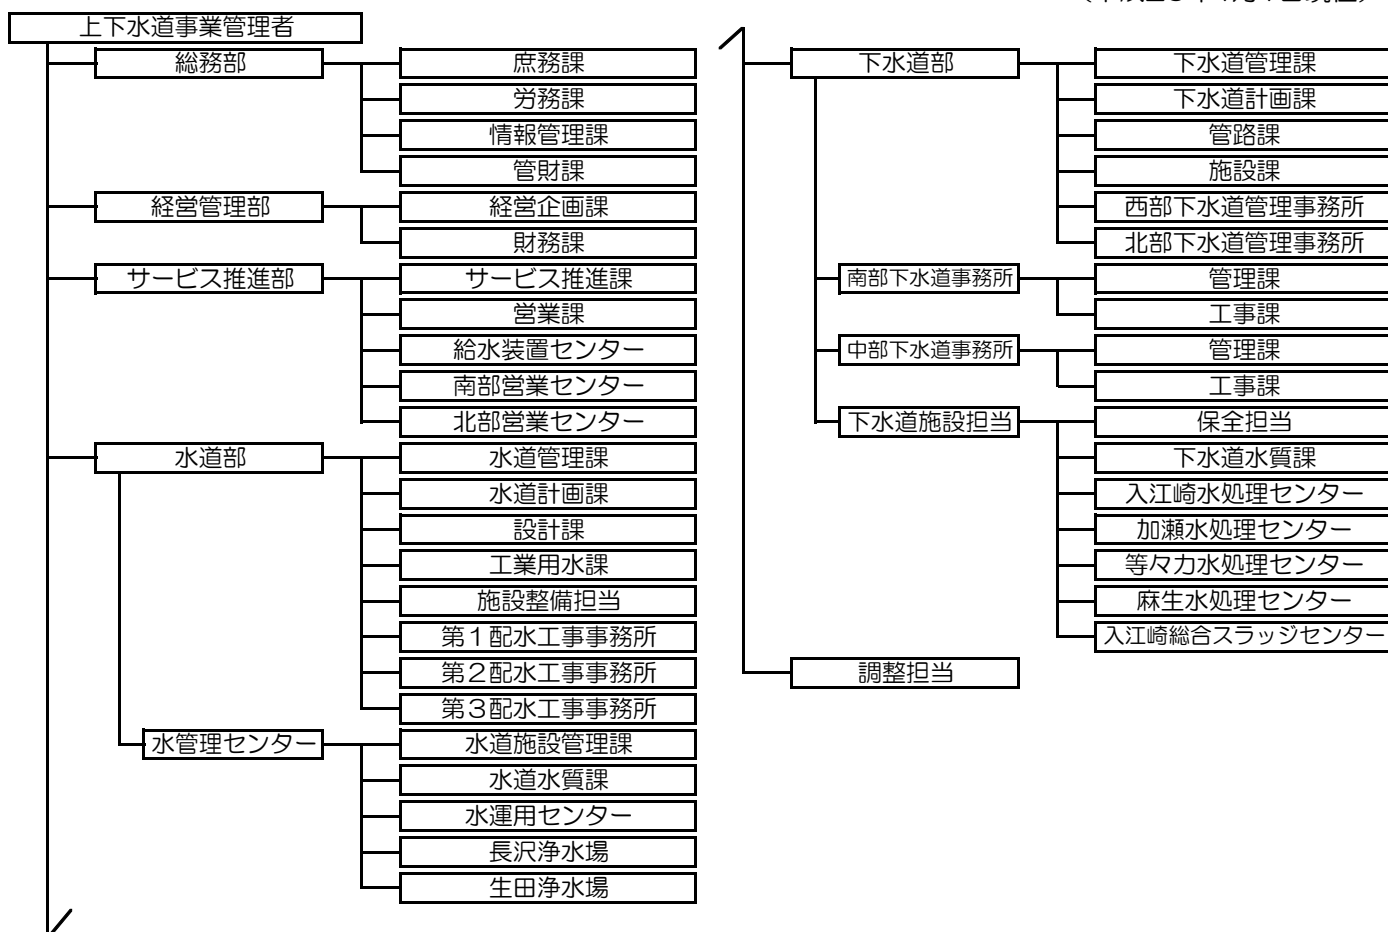 上下水道事業管理者
総務部
庶務課
労務課
情報管理課
管財課
経営管理部
経営企画課
財務課
サービス推進部
サービス推進課
営業課
給水装置センター
南部営業センター
北部営業センター
水道部
水道管理課
水道計画課
設計課
工業用水課
施設整備担当
第1配水工事事務所
第2配水工事事務所
第3配水工事事務所
水管理センター
水道施設管理課
水道水質課
水運用センター
長沢浄水場
生田浄水場
下水道部
下水道管理課
下水道計画課
管路課
施設課
西部下水道管理事務所
北部下水道管理事務所
南部下水道事務所
管理課
工事課
中部下水道事務所
管理課
工事課
下水道施設担当
保全担当
下水道水質課
入江崎水処理センター
加瀬水処理センター
等々力水処理センター
麻生水処理センター
入江崎総合スラッジセンター
調整担当